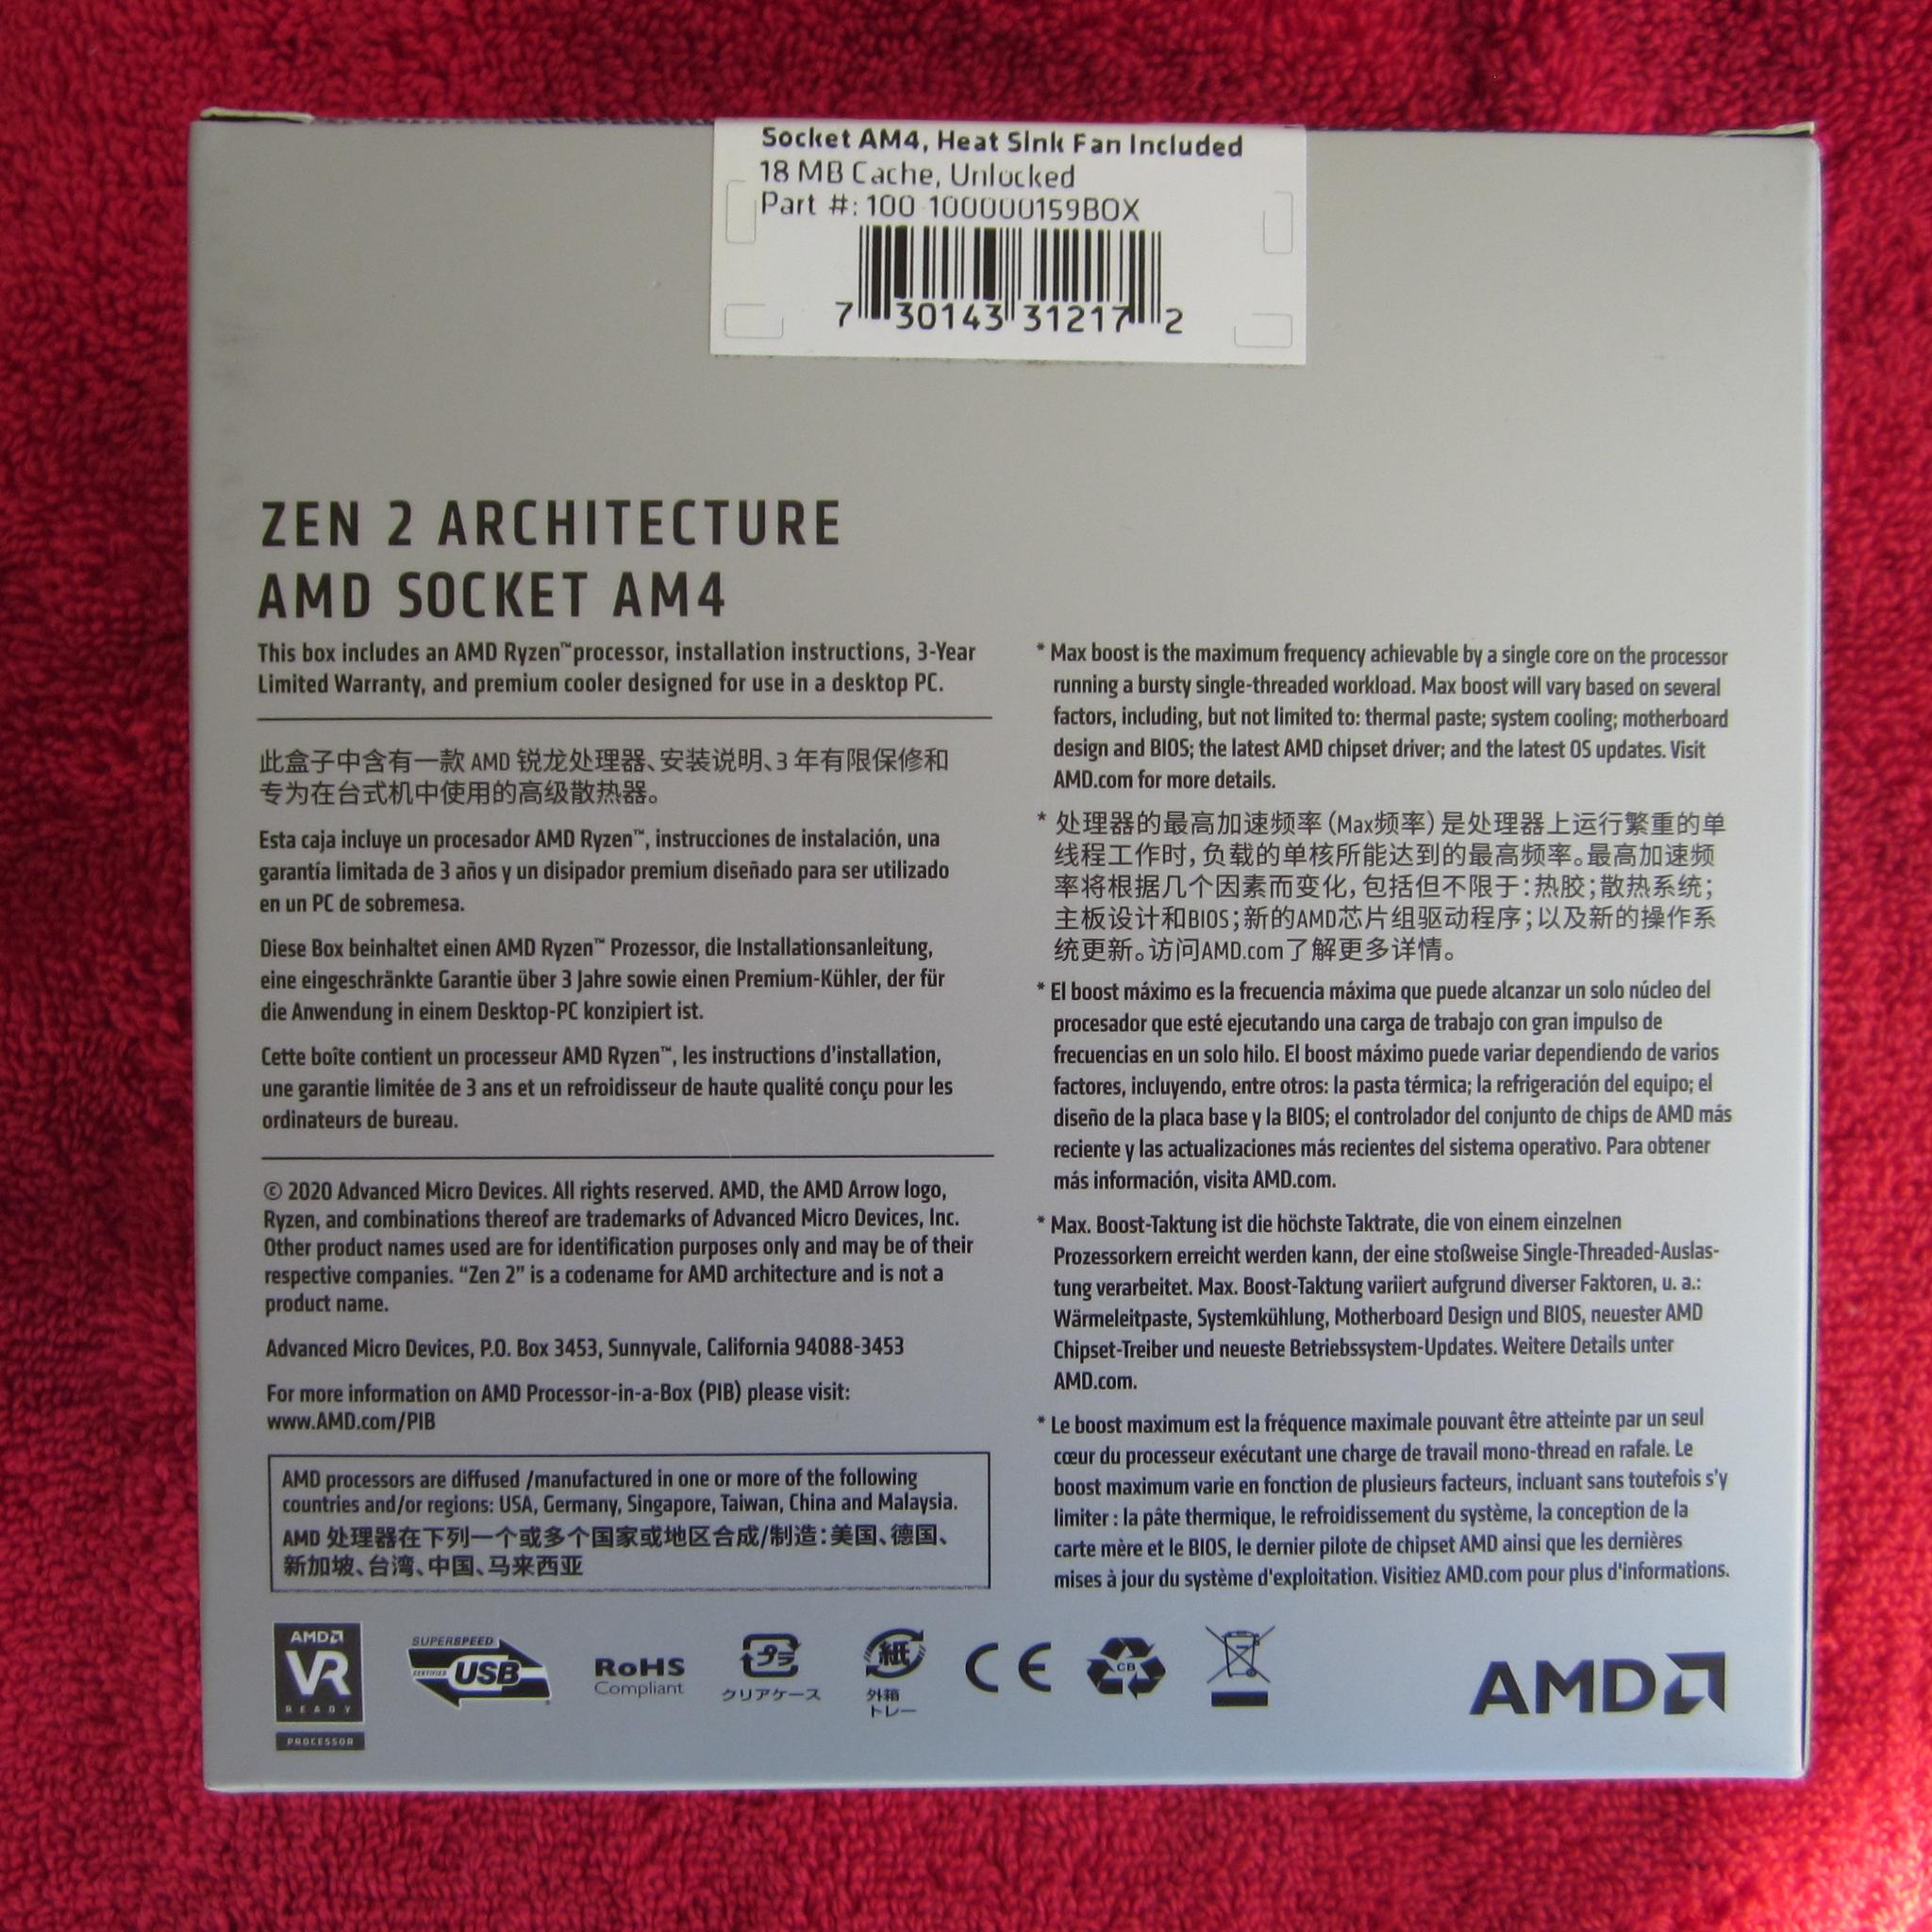 Socket AM4, Heat Sink Fan Included
18 MB Cache, Unlocked
Part #: 100 100000159BOX
7 30143 31217 2
ZEN 2 ARCHITECTURE
AMD SOCKET AM4
This box includes an AMD Ryzen™processor, installation instructions, 3-Year
Limited Warranty, and premium cooler designed for use in a desktop PC.
此盒子中含有一款 AMD 锐龙处理器、安装说明、3 年有限保修和
专为在台式机中使用的高级散热器。
Esta caja incluye un procesador AMD Ryzen™, instrucciones de instalación, una
garantía limitada de 3 años y un disipador premium diseñado para ser utilizado
en un PC de sobremesa.
Diese Box beinhaltet einen AMD Ryzen™ Prozessor, die Installationsanleitung,
eine eingeschränkte Garantie über 3 Jahre sowie einen Premium-Kühler, der für
die Anwendung in einem Desktop-PC konzipiert ist.
Cette boîte contient un processeur AMD Ryzen™, les instructions d'installation,
une garantie limitée de 3 ans et un refroidisseur de haute qualité conçu pour les
ordinateurs de bureau.
© 2020 Advanced Micro Devices. All rights reserved. AMD, the AMD Arrow logo,
Ryzen, and combinations thereof are trademarks of Advanced Micro Devices, Inc.
Other product names used are for identification purposes only and may be of their
respective companies. “Zen 2” is a codename for AMD architecture and is not a
product name.
Advanced Micro Devices, P.O. Box 3453, Sunnyvale, California 94088-3453
For more information on AMD Processor-in-a-Box (PIB) please visit:
www.AMD.com/PIB
AMD processors are diffused /manufactured in one or more of the following
countries and/or regions: USA, Germany, Singapore, Taiwan, China and Malaysia.
AMD 处理器在下列一个或多个国家或地区合成/制造：美国、德国、
新加坡、台湾、中国、马来西亚
* Max boost is the maximum frequency achievable by a single core on the processor
running a bursty single-threaded workload. Max boost will vary based on several
factors, including, but not limited to: thermal paste; system cooling; motherboard
design and BIOS; the latest AMD chipset driver; and the latest OS updates. Visit
AMD.com for more details.
* 处理器的最高加速频率（Max频率）是处理器上运行繁重的单
线程工作时，负载的单核所能达到的最高频率。最高加速频
率将根据几个因素而变化，包括但不限于：热胶；散热系统；
主板设计和BIOS；新的AMD芯片组驱动程序；以及新的操作系
统更新。访问AMD.com了解更多详情。
* El boost máximo es la frecuencia máxima que puede alcanzar un solo núcleo del
procesador que esté ejecutando una carga de trabajo con gran impulso de
frecuencias en un solo hilo. El boost máximo puede variar dependiendo de varios
factores, incluyendo, entre otros: la pasta térmica; la refrigeración del equipo; el
diseño de la placa base y la BIOS; el controlador del conjunto de chips de AMD más
reciente y las actualizaciones más recientes del sistema operativo. Para obtener
más información, visita AMD.com.
* Max. Boost-Taktung ist die höchste Taktrate, die von einem einzelnen
Prozessorkern erreicht werden kann, der eine stoßweise Single-Threaded-Auslas-
tung verarbeitet. Max. Boost-Taktung variiert aufgrund diverser Faktoren, u. a.:
Wärmeleitpaste, Systemkühlung, Motherboard Design und BIOS, neuester AMD
Chipset-Treiber und neueste Betriebssystem-Updates. Weitere Details unter
AMD.com.
* Le boost maximum est la fréquence maximale pouvant être atteinte par un seul
cœur du processeur exécutant une charge de travail mono-thread en rafale. Le
boost maximum varie en fonction de plusieurs facteurs, incluant sans toutefois s'y
limiter : la pâte thermique, le refroidissement du système, la conception de la
carte mère et le BIOS, le dernier pilote de chipset AMD ainsi que les dernières
mises à jour du système d'exploitation. Visitiez AMD.com pour plus d'informations.
AMD
VR
READY
PROCESSOR
SUPERSPEED
CERTIFIED USB
RoHS
Compliant
プラ
クリアケース
紙
外箱
トレー
CE
CB
AMD